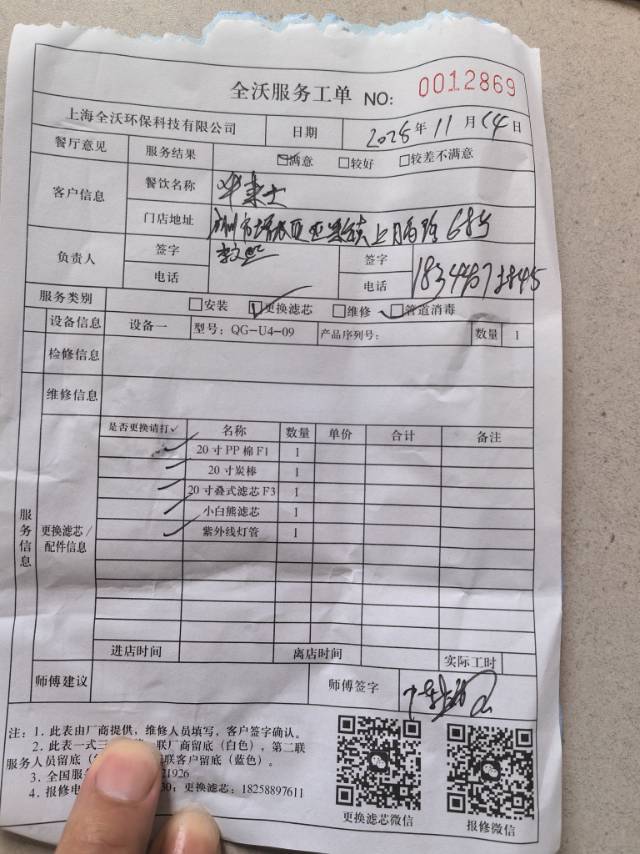 全沃服务工单 NO: 0012869
上海全沃环保科技有限公司 日期 2025年 11月 14日
餐厅意见 服务结果 ☑满意 □较好 □较差不满意
客户信息 餐饮名称 华莱士
门店地址 市 路 68号
负责人 签字 签字
电话 电话
服务类别 □安装 ☑更换滤芯 □维修 ☑管道消毒
设备信息 设备一 型号：QG-U4-09 产品序列号： 数量 1
检修信息
维修信息
是否更换请打✓ 名称 数量 单价 合计 备注
✓ 20寸PP棉F1 1
✓ 20寸炭棒 1
✓ 20寸叠式滤芯F3 1
✓ 小白熊滤芯 1
✓ 紫外线灯管 1
服务信息
更换滤芯/
配件信息
进店时间 离店时间 实际工时
师傅建议 师傅签字
注：1. 此表由厂商提供，维修人员填写，客户签字确认。
2. 此表一式三 联厂商留底（白色），第二联
服务人员留底 联客户留底（蓝色）。
3. 全国服 21926
4. 报修电 30；更换滤芯：18258897611
更换滤芯微信
报修微信